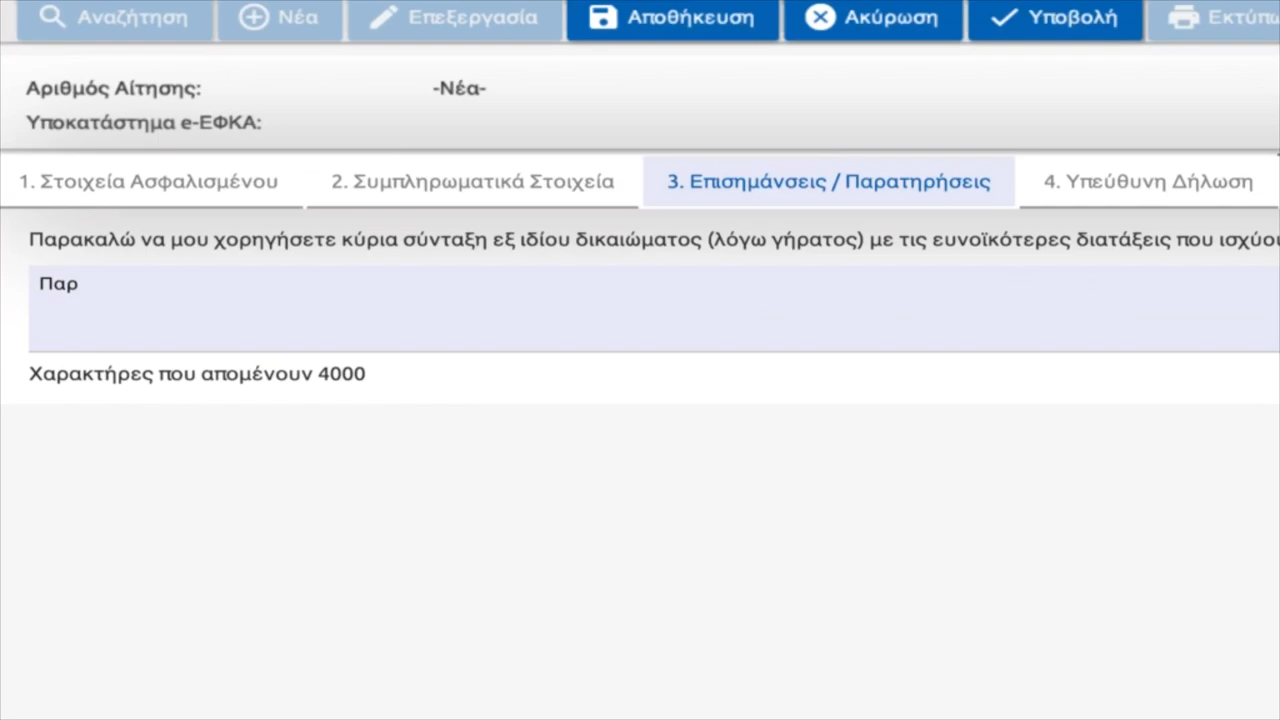 Αναζήτηση Νέα Επεξεργασία Αποθήκευση Ακύρωση Υποβολή
Αριθμός Αίτησης: -Νέα-
Υποκατάστημα e-ΕΦΚΑ:
1. Στοιχεία Ασφαλισμένου 2. Συμπληρωματικά Στοιχεία 3. Επισημάνσεις / Παρατηρήσεις 4. Υπεύθυνη Δήλωση
Παρακαλώ να μου χορηγήσετε κύρια σύνταξη εξ ιδίου δικαιώματος (λόγω γήρατος) με τις ευνοϊκότερες διατάξεις που
Παρ
Χαρακτήρες που απομένουν 4000